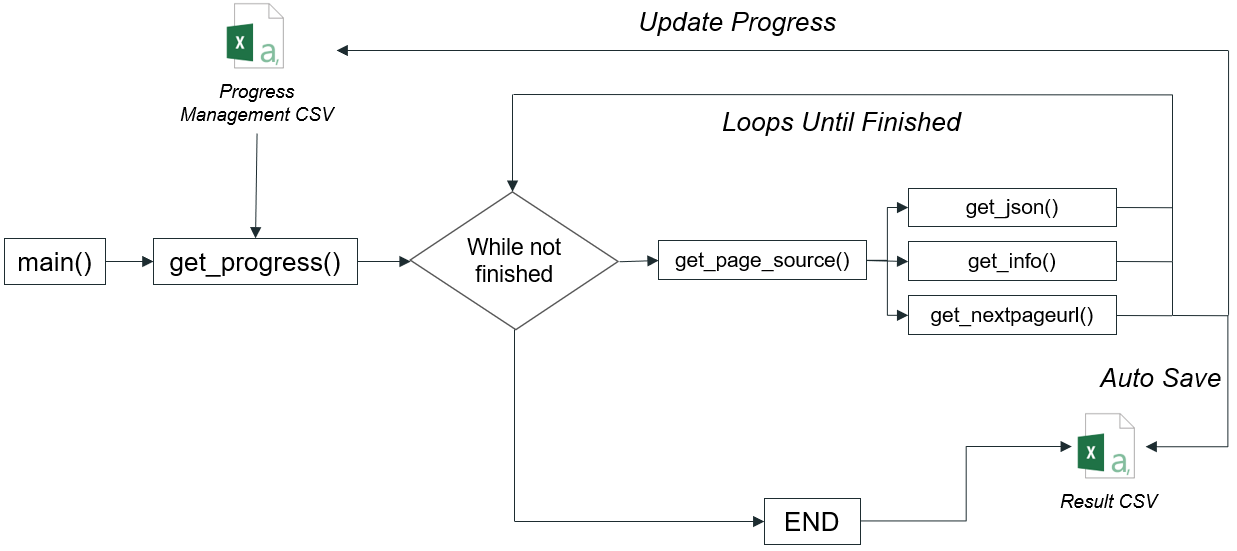 Update Progress
X
a,
Progress
Management CSV
Loops Until Finished
main()
get_progress()
While not
finished
get_page_source()
get_json()
get_info()
get_nextpageurl()
Auto Save
X
a,
Result CSV
END